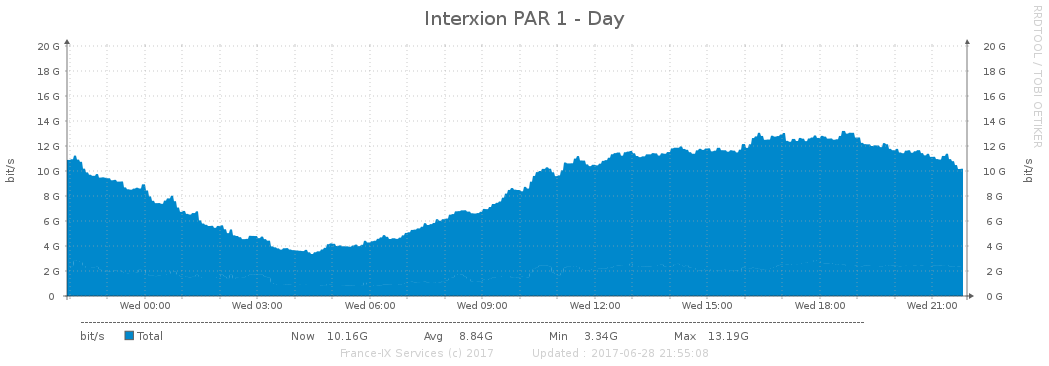 Interxion PAR 1 - Day
RRDTOOL / TOBI OETIKER
bit/s
20 G 20 G
18 G 18 G
16 G 16 G
14 G 14 G
12 G 12 G
10 G 10 G
8 G 8 G
6 G 6 G
4 G 4 G
2 G 2 G
0 0 G
bit/s
Wed 00:00 Wed 03:00 Wed 06:00 Wed 09:00 Wed 12:00 Wed 15:00 Wed 18:00 Wed 21:00
bit/s Total Now 10.16G Avg 8.84G Min 3.34G Max 13.19G
France-IX Services (c) 2017 Updated : 2017-06-28 21:55:08